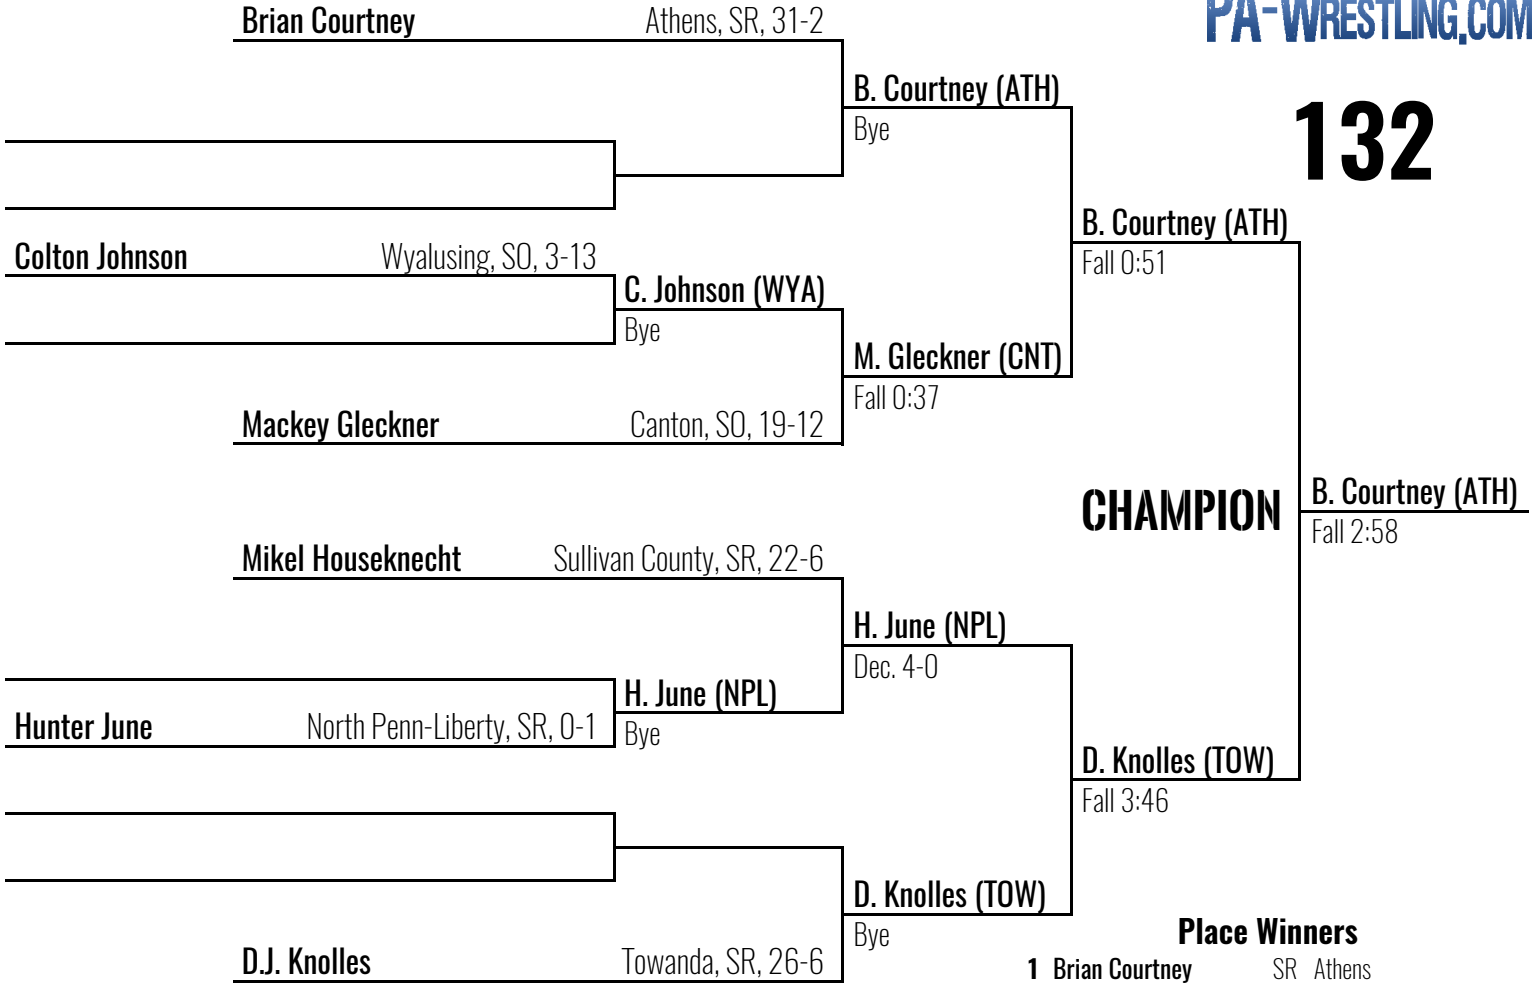 PA-WRESTLING.COM
132
Brian Courtney Athens, SR, 31-2
B. Courtney (ATH)
Bye
B. Courtney (ATH)
Fall 0:51
Colton Johnson Wyalusing, SO, 3-13
C. Johnson (WYA)
Bye
M. Gleckner (CNT)
Fall 0:37
Mackey Gleckner Canton, SO, 19-12
CHAMPION
B. Courtney (ATH)
Fall 2:58
Mikel Houseknecht Sullivan County, SR, 22-6
H. June (NPL)
Dec. 4-0
H. June (NPL)
Bye
Hunter June North Penn-Liberty, SR, 0-1
D. Knolles (TOW)
Fall 3:46
D. Knolles (TOW)
Bye
D.J. Knolles Towanda, SR, 26-6
Place Winners
1 Brian Courtney SR Athens